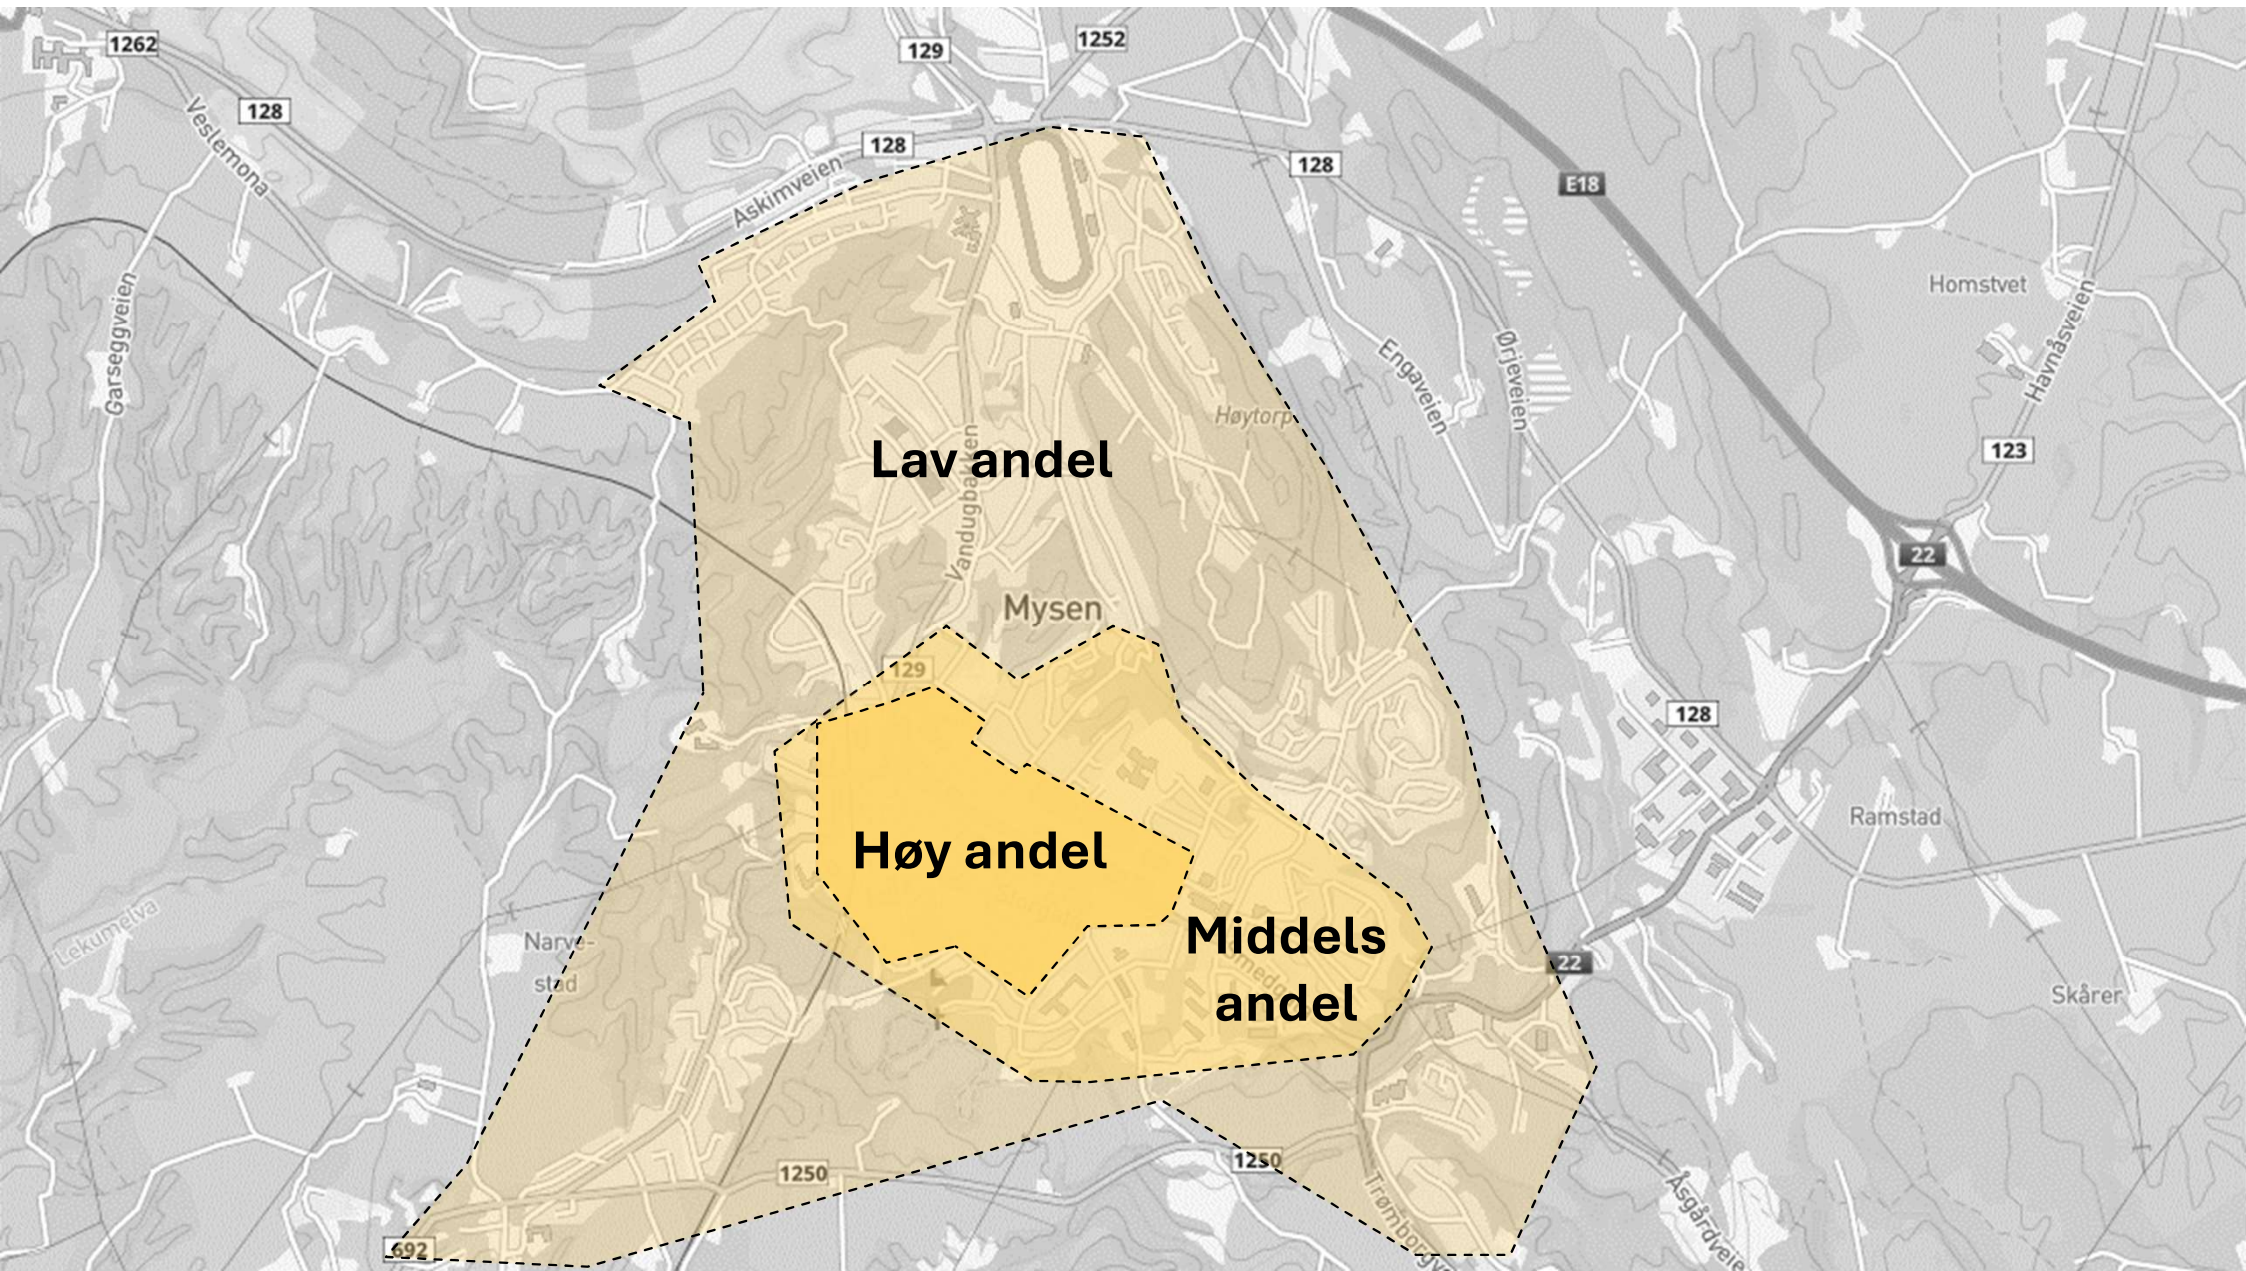 1262
129
1252
128
128
128
Veslemona
Askimveien
E18
Garseggveien
Homstvet
Havnåsveien
Engaveien
Ørjeveien
Høytorp
Lav andel
Vandugbakken
123
22
Mysen
129
128
Ramstad
Høy andel
Lekumelva
Narve-
stad
Middels
andel
22
Skårer
1250
1250
Trømborgv
Åsgårdveie
692